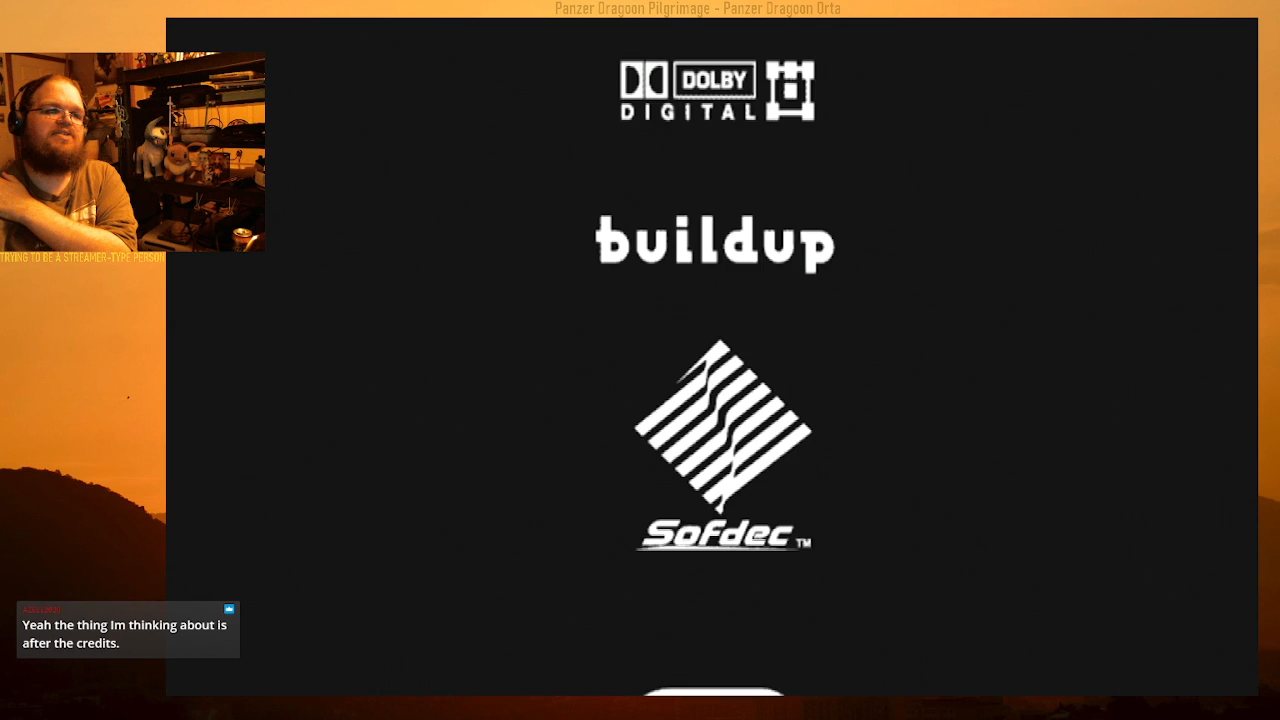 Panzer Dragoon Pilgrimage - Panzer Dragoon Orta
DOLBY
DIGITAL
TRYING TO BE A STREAMER-TYPE PERSON
buildup
Sofdec TM
Yeah the thing Im thinking about is
after the credits.